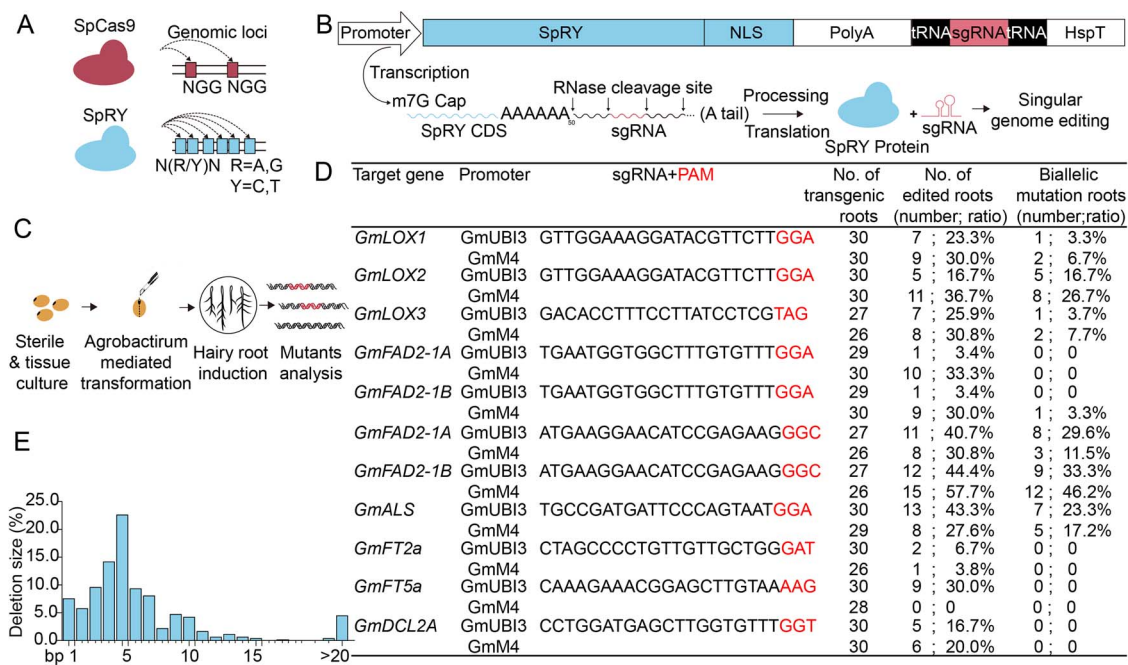 A
SpCas9
Genomic loci
NGG NGG
SpRY
N(R/Y)N R=A,G
Y=C,T
B
Promoter SpRY NLS PolyA tRNA sgRNA tRNA HspT
Transcription
m7G Cap
RNase cleavage site
AAAAAA50 (A tail)
SpRY CDS sgRNA
Processing
Translation
SpRY Protein
+
sgRNA
Singular
genome editing
C
Sterile
& tissue
culture
Agrobactirum
mediated
transformation
Hairy root
induction
Mutants
analysis
D
Target gene Promoter sgRNA+PAM No. of transgenic roots No. of edited roots (number; ratio) Biallelic mutation roots (number;ratio)
GmLOX1 GmUBI3 GTTGGAAAGGATACGTTCTTGGA 30 7 ; 23.3% 1 ; 3.3%
GmM4 30 9 ; 30.0% 2 ; 6.7%
GmLOX2 GmUBI3 GTTGGAAAGGATACGTTCTTGGA 30 5 ; 16.7% 5 ; 16.7%
GmM4 30 11 ; 36.7% 8 ; 26.7%
GmLOX3 GmUBI3 GACACCTTTCCTTATCCTCGTAG 27 7 ; 25.9% 1 ; 3.7%
GmM4 26 8 ; 30.8% 2 ; 7.7%
GmFAD2-1A GmUBI3 TGAATGGTGGCTTTGTGTTTGGA 29 1 ; 3.4% 0 ; 0
GmM4 30 10 ; 33.3% 0 ; 0
GmFAD2-1B GmUBI3 TGAATGGTGGCTTTGTGTTTGGA 29 1 ; 3.4% 0 ; 0
GmM4 30 9 ; 30.0% 1 ; 3.3%
GmFAD2-1A GmUBI3 ATGAAGGAACATCCGAGAAGGGC 27 11 ; 40.7% 8 ; 29.6%
GmM4 26 8 ; 30.8% 3 ; 11.5%
GmFAD2-1B GmUBI3 ATGAAGGAACATCCGAGAAGGGC 27 12 ; 44.4% 9 ; 33.3%
GmM4 26 15 ; 57.7% 12 ; 46.2%
GmALS GmUBI3 TGCCGATGATTCCCAGTAATGGA 30 13 ; 43.3% 7 ; 23.3%
GmM4 29 8 ; 27.6% 5 ; 17.2%
GmFT2a GmUBI3 CTAGCCCCTGTTGTTGCTGGGAT 30 2 ; 6.7% 0 ; 0
GmM4 26 1 ; 3.8% 0 ; 0
GmFT5a GmUBI3 CAAAGAAACGGAGCTTGTAAAAG 30 9 ; 30.0% 0 ; 0
GmM4 28 0 ; 0 0 ; 0
GmDCL2A GmUBI3 CCTGGATGAGCTTGGTGTTTGGT 30 5 ; 16.7% 0 ; 0
GmM4 30 6 ; 20.0% 0 ; 0
E
Deletion size (%)
25.0
20.0
15.0
10.0
5.0
0.0
bp 1 5 10 15 >20